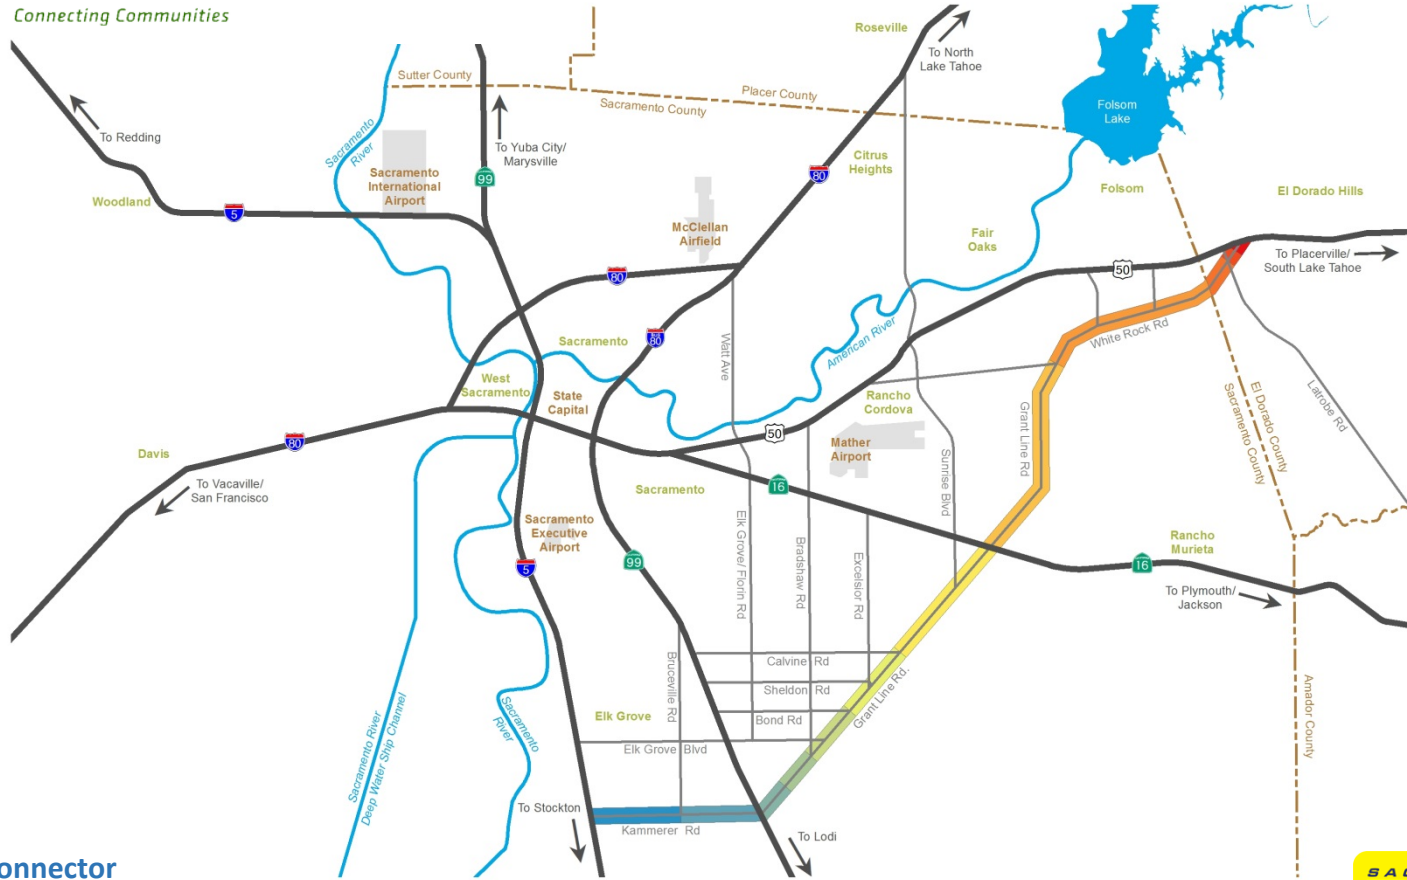 Connecting Communities
Roseville
To North
Lake Tahoe
Sutter County
Placer County
Sacramento County
Folsom
Lake
To Redding
Sacramento
River
To Yuba City/
Marysville
99
80
Citrus
Heights
Sacramento
International
Airport
Woodland
5
McClellan
Airfield
Folsom
El Dorado Hills
Fair
Oaks
To Placerville/
South Lake Tahoe
50
80
80
Sacramento
Watt Ave
American River
White Rock Rd
West
Sacramento
State
Capital
Rancho
Cordova
Grant Line Rd
El Dorado County
Sacramento County
Latrobe Rd
80
50
Mather
Airport
Davis
Sunrise Blvd
To Vacaville/
San Francisco
Sacramento
16
Sacramento
Executive
Airport
5
99
Elk Grove/ Florin Rd
Bradshaw Rd
Excelsior Rd
Rancho
Murieta
16
To Plymouth/
Jackson
Calvine Rd
Sheldon Rd
Bond Rd
Bruceville Rd
Grant Line Rd.
Elk Grove
Elk Grove Blvd
Sacramento
River
Sacramento River
Deep Water Ship Channel
Amador County
To Stockton
Kammerer Rd
To Lodi
onnector
SAC